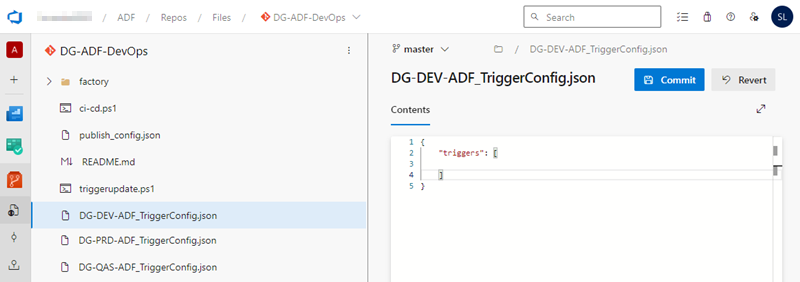 / ADF / Repos / Files / DG-ADF-DevOps
Search
SL
A
DG-ADF-DevOps
factory
ci-cd.ps1
publish_config.json
README.md
triggerupdate.ps1
DG-DEV-ADF_TriggerConfig.json
DG-PRD-ADF_TriggerConfig.json
DG-QAS-ADF_TriggerConfig.json
master
/ DG-DEV-ADF_TriggerConfig.json
DG-DEV-ADF_TriggerConfig.json
Commit
Revert
Contents
1 {
2 "triggers": [
3
4 ]
5 }